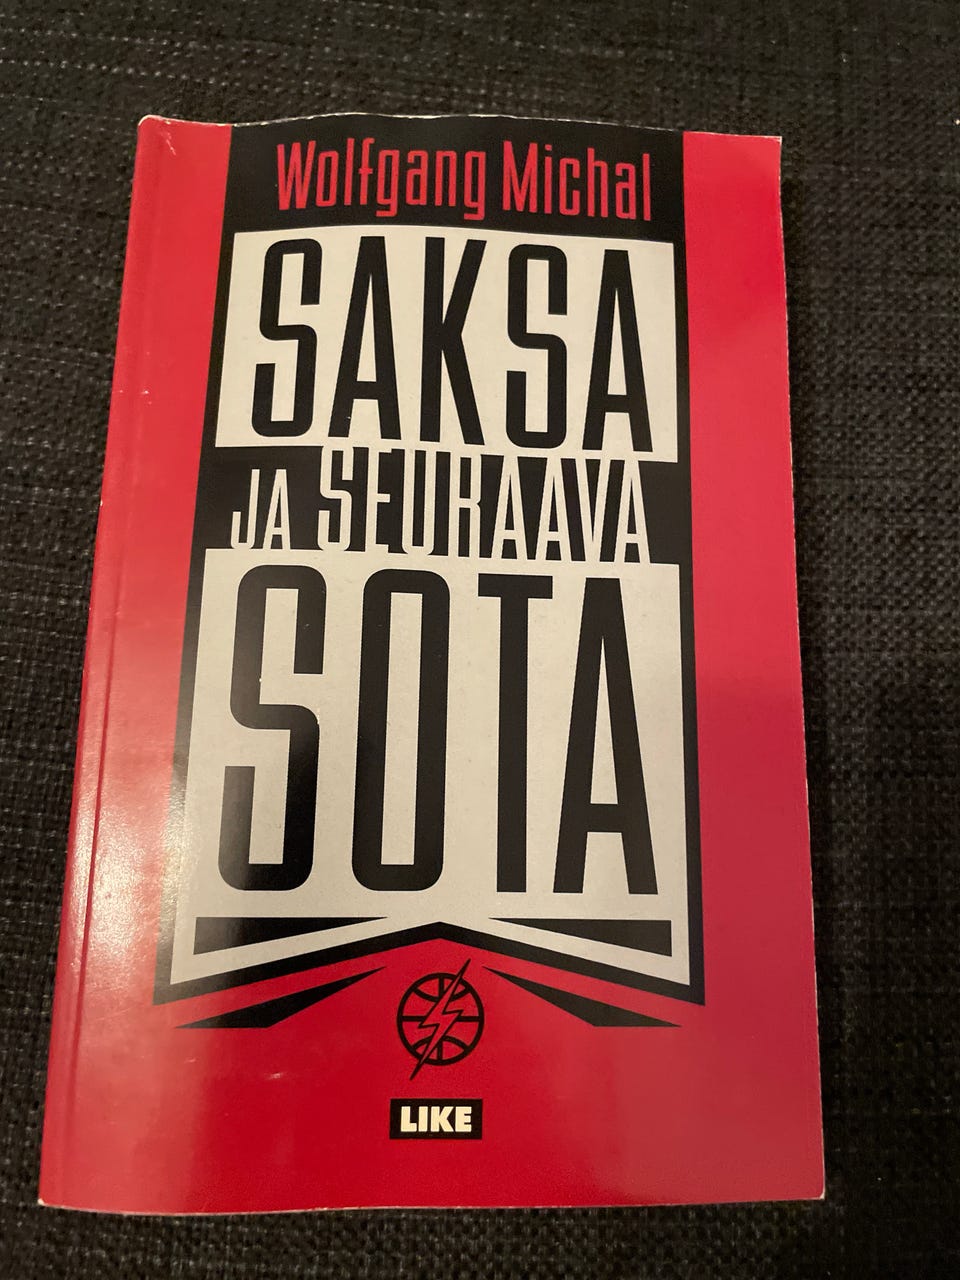 Wolfgang Michal
SAKSA
JA SEURAAVA
SOTA
LIKE